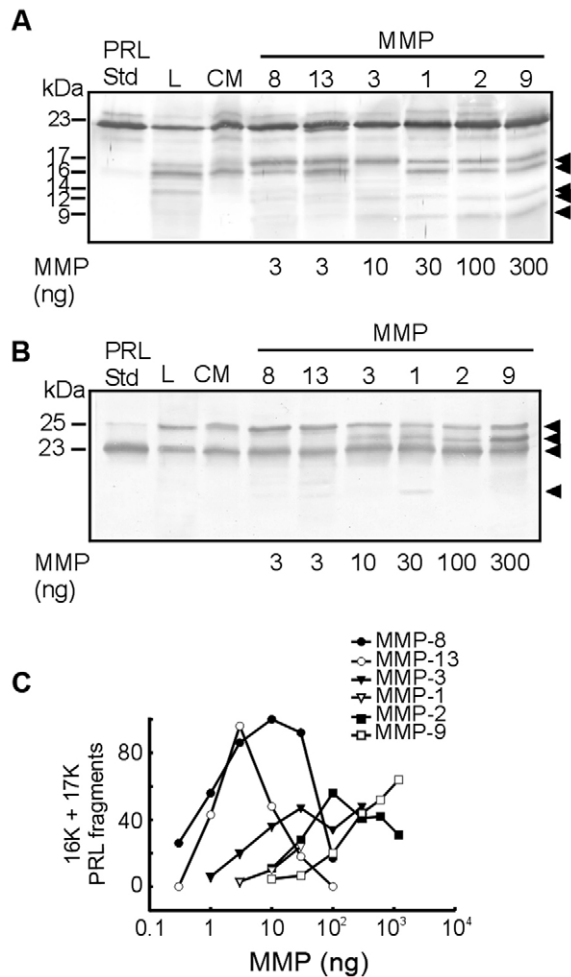 A
MMP
PRL
Std L CM 8 13 3 1 2 9
kDa
23
17
16
14
12
9
MMP 3 3 10 30 100 300
(ng)
MMP
B
PRL
Std L CM 8 13 3 1 2 9
kDa
25
23
MMP 3 3 10 30 100 300
(ng)
MMP-8
MMP-13
MMP-3
MMP-1
MMP-2
MMP-9
C
16K + 17K
PRL fragments
80
40
0
0.1 1 10 10² 10³ 10⁴
MMP (ng)